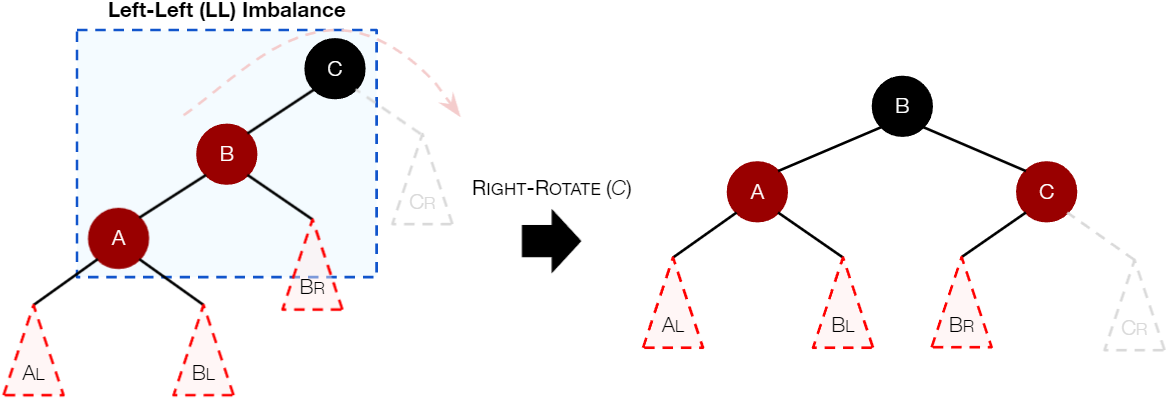 Left-Left (LL) Imbalance
C
B
CR
A
BR
AL
BL
RIGHT-ROTATE (C)
B
A
C
AL
BL
BR
CR